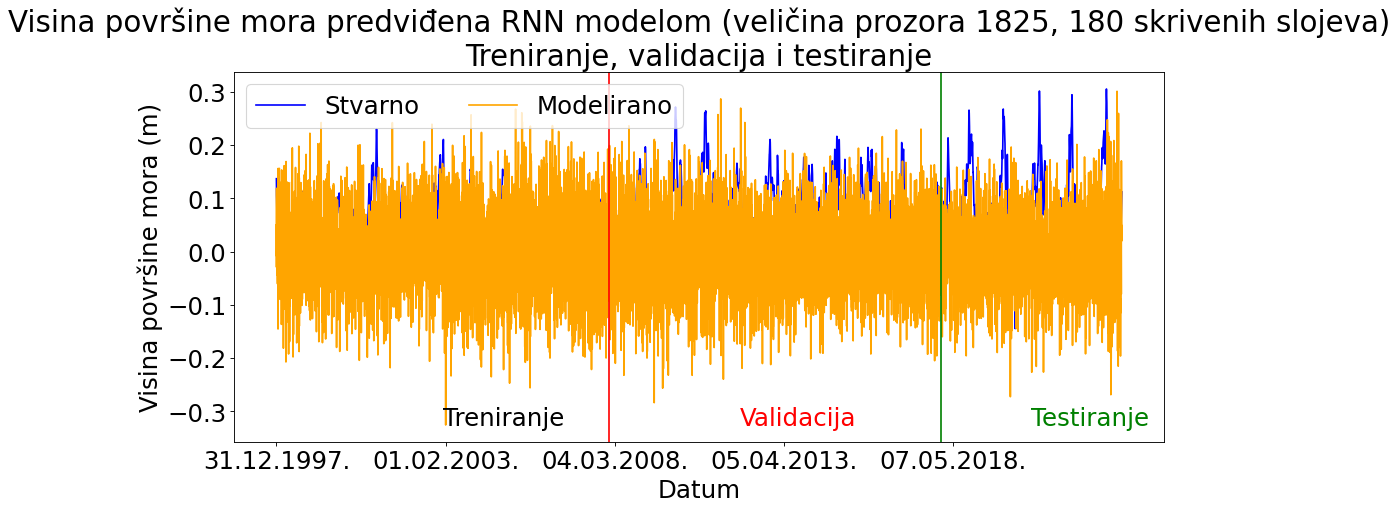 Visina površine mora predviđena RNN modelom (veličina prozora 1825, 180 skrivenih slojeva)
Treniranje, validacija i testiranje
Stvarno Modelirano
Visina površine mora (m)
0.3
0.2
0.1
0.0
−0.1
−0.2
−0.3
Treniranje Validacija Testiranje
31.12.1997. 01.02.2003. 04.03.2008. 05.04.2013. 07.05.2018.
Datum